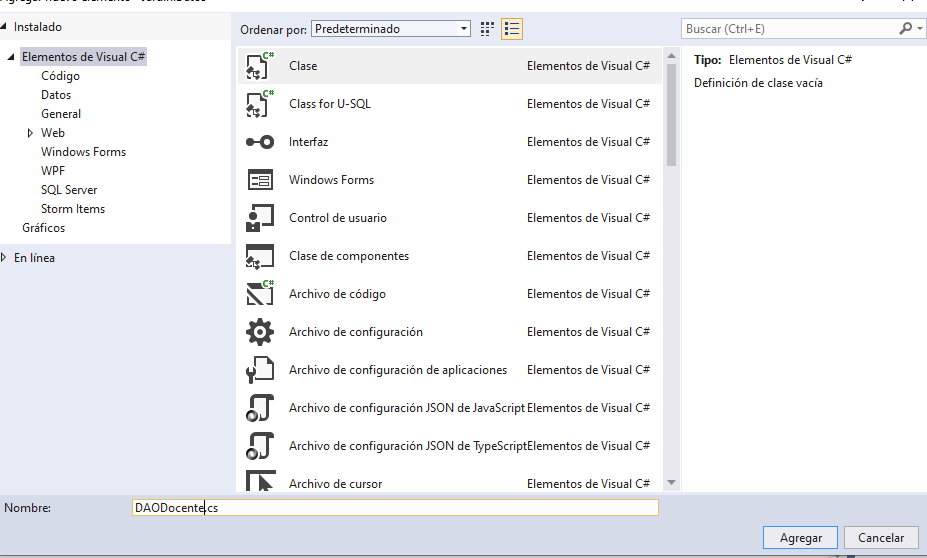 Instalado
Ordenar por: Predeterminado
Buscar (Ctrl+E)
Elementos de Visual C#
Código
Datos
General
Web
Windows Forms
WPF
SQL Server
Storm Items
Gráficos
En línea
Clase Elementos de Visual C#
Class for U-SQL Elementos de Visual C#
Interfaz Elementos de Visual C#
Windows Forms Elementos de Visual C#
Control de usuario Elementos de Visual C#
Clase de componentes Elementos de Visual C#
Archivo de código Elementos de Visual C#
Archivo de configuración Elementos de Visual C#
Archivo de configuración de aplicaciones Elementos de Visual C#
Archivo de configuración JSON de JavaScript Elementos de Visual C#
Archivo de configuración JSON de TypeScript Elementos de Visual C#
Archivo de cursor Elementos de Visual C#
Tipo: Elementos de Visual C#
Definición de clase vacía
Nombre: DAODocente.cs
Agregar Cancelar